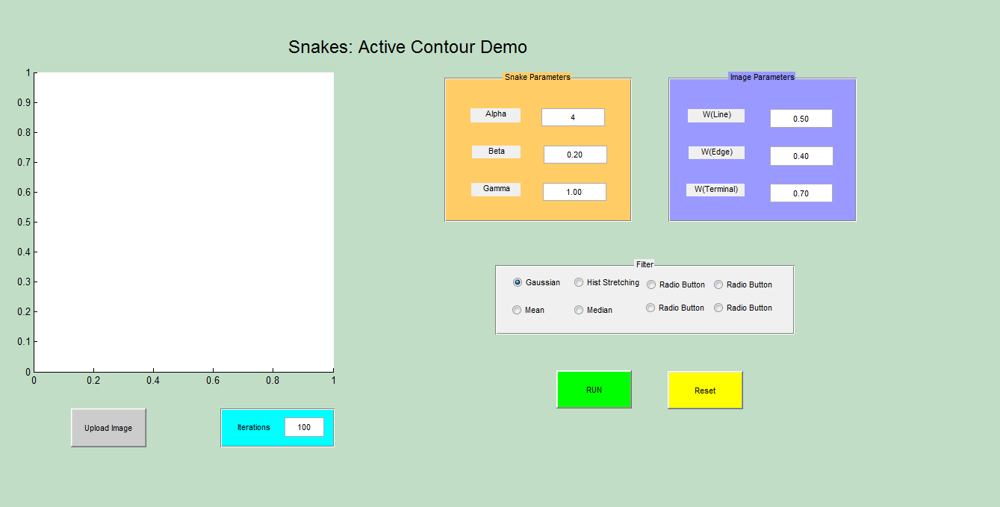 Snakes: Active Contour Demo
1
0.9
0.8
0.7
0.6
0.5
0.4
0.3
0.2
0.1
0
0 0.2 0.4 0.6 0.8 1
Upload Image
Iterations 100
Snake Parameters
Alpha 4
Beta 0.20
Gamma 1.00
Image Parameters
W(Line) 0.50
W(Edge) 0.40
W(Terminal) 0.70
Filter
Gaussian Hist Stretching Radio Button Radio Button
Mean Median Radio Button Radio Button
RUN Reset